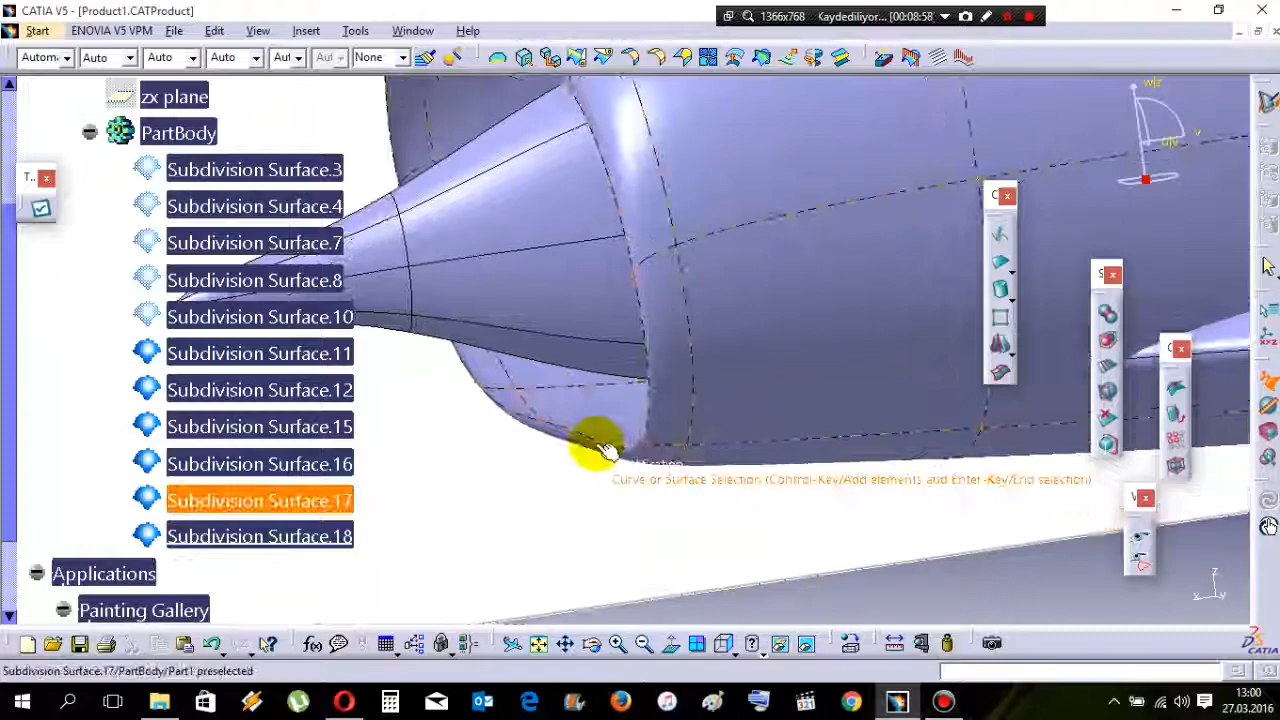 CATIA V5 - [Product1.CATProduct]
1366x768 Kaydediliyor... [00:08:58]
Start ENOVIA V5 VPM File Edit View Insert Tools Window Help
Autom Auto Auto Auto Aut Aut None
zx plane
w|z
PartBody
v
u|v
T..
Subdivision Surface.3
C
Subdivision Surface.4
Subdivision Surface.7
S
Subdivision Surface.8
Subdivision Surface.10
C
Subdivision Surface.11
Subdivision Surface.12
Subdivision Surface.15
Subdivision Surface.16
Curve or Surface Selection (Control-Key/Add elements and Enter-Key/End selection)
Subdivision Surface.17
V
Subdivision Surface.18
Applications
z
x y
Painting Gallery
f(x)
CATIA
Subdivision Surface.17/PartBody/Part1 preselected
321
13:00
27.03.2016